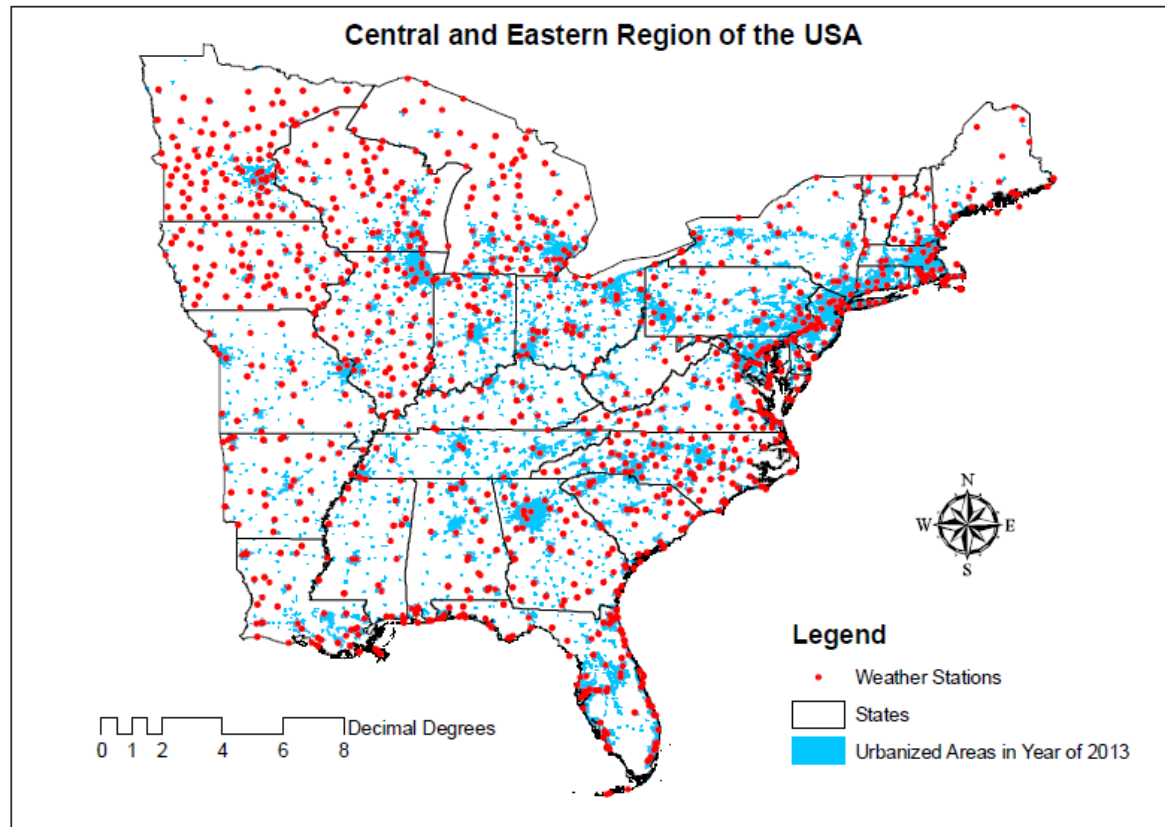 Central and Eastern Region of the USA
N
W E
S
Legend
Weather Stations
States
Urbanized Areas in Year of 2013
Decimal Degrees
0 1 2 4 6 8